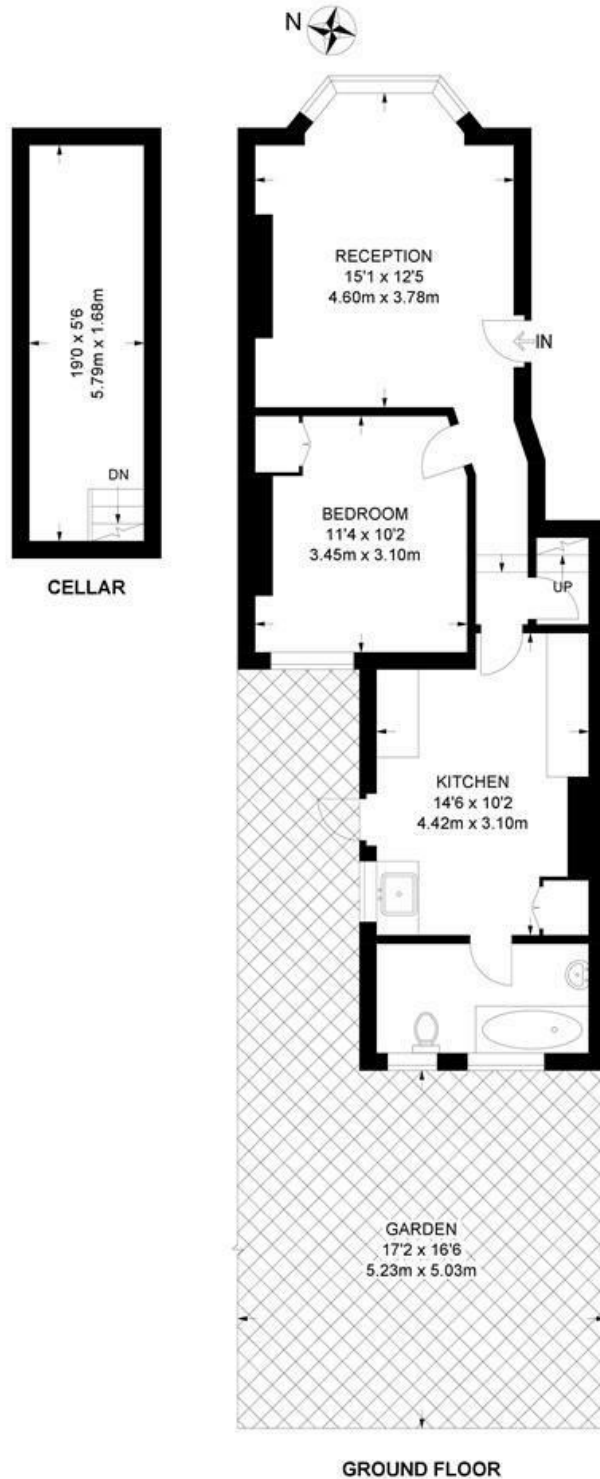 N
RECEPTION
15'1 x 12'5
4.60m x 3.78m
IN
19'0 x 5'6
5.79m x 1.68m
DN
CELLAR
BEDROOM
11'4 x 10'2
3.45m x 3.10m
UP
KITCHEN
14'6 x 10'2
4.42m x 3.10m
GARDEN
17'2 x 16'6
5.23m x 5.03m
GROUND FLOOR